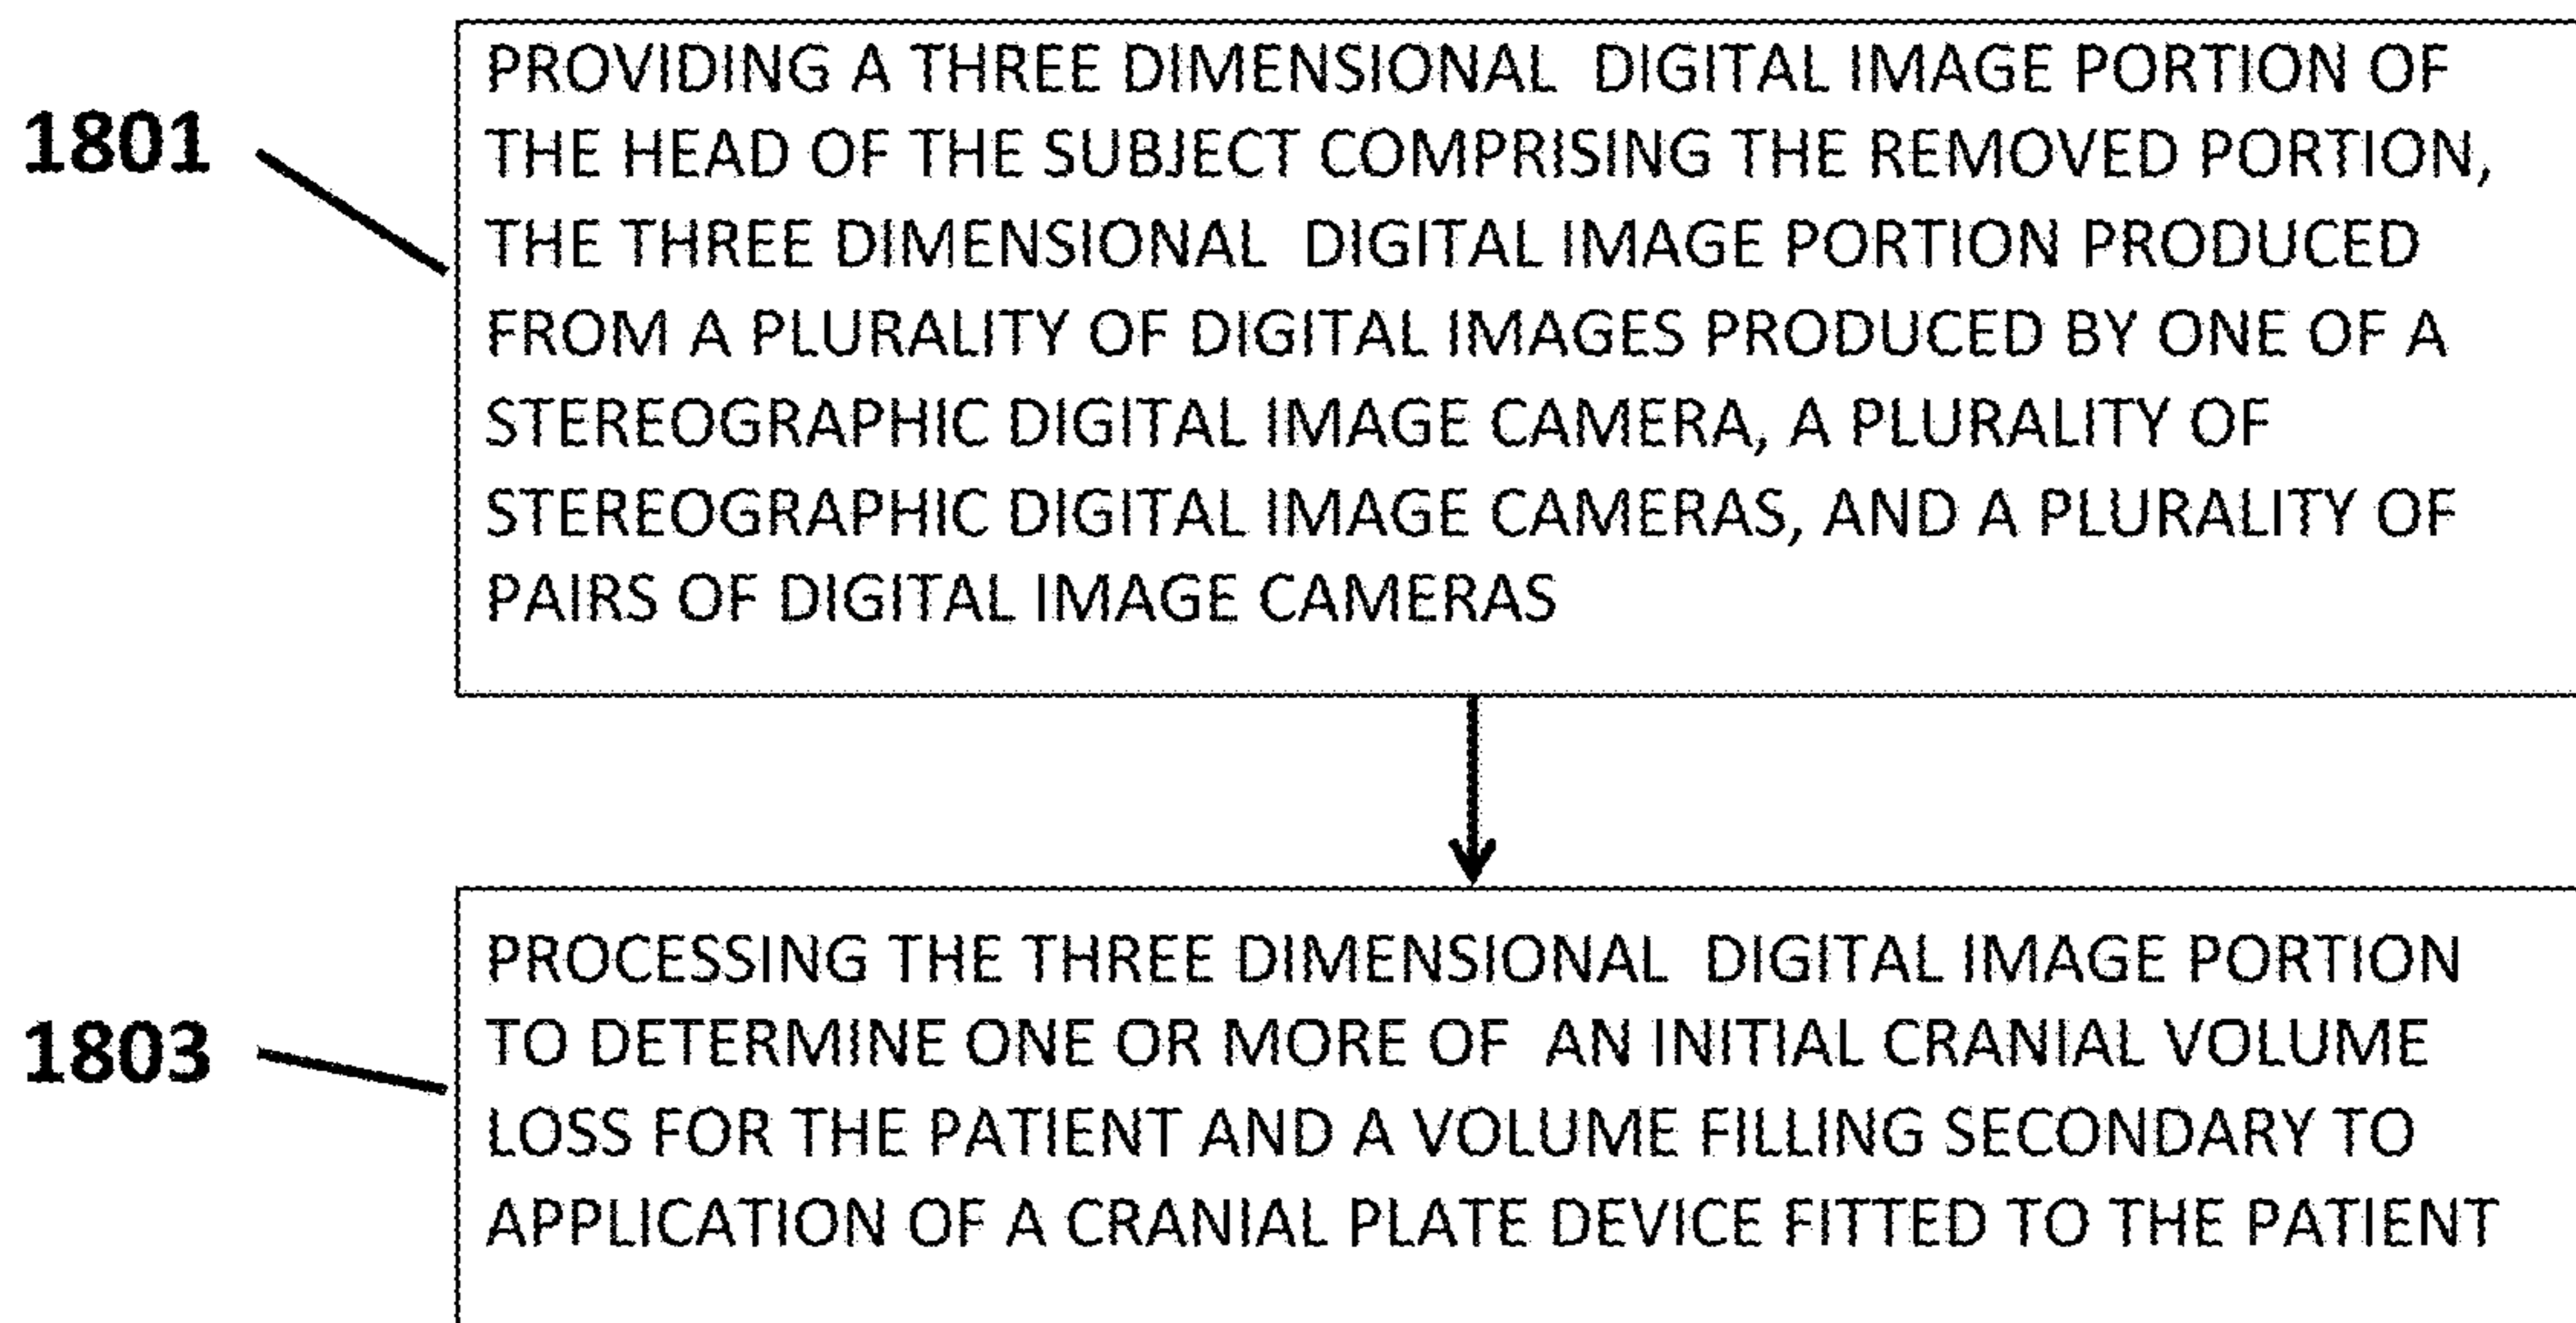 1801
PROVIDING A THREE DIMENSIONAL DIGITAL IMAGE PORTION OF
THE HEAD OF THE SUBJECT COMPRISING THE REMOVED PORTION,
THE THREE DIMENSIONAL DIGITAL IMAGE PORTION PRODUCED
FROM A PLURALITY OF DIGITAL IMAGES PRODUCED BY ONE OF A
STEREOGRAPHIC DIGITAL IMAGE CAMERA, A PLURALITY OF
STEREOGRAPHIC DIGITAL IMAGE CAMERAS, AND A PLURALITY OF
PAIRS OF DIGITAL IMAGE CAMERAS
1803
PROCESSING THE THREE DIMENSIONAL DIGITAL IMAGE PORTION
TO DETERMINE ONE OR MORE OF AN INITIAL CRANIAL VOLUME
LOSS FOR THE PATIENT AND A VOLUME FILLING SECONDARY TO
APPLICATION OF A CRANIAL PLATE DEVICE FITTED TO THE PATIENT